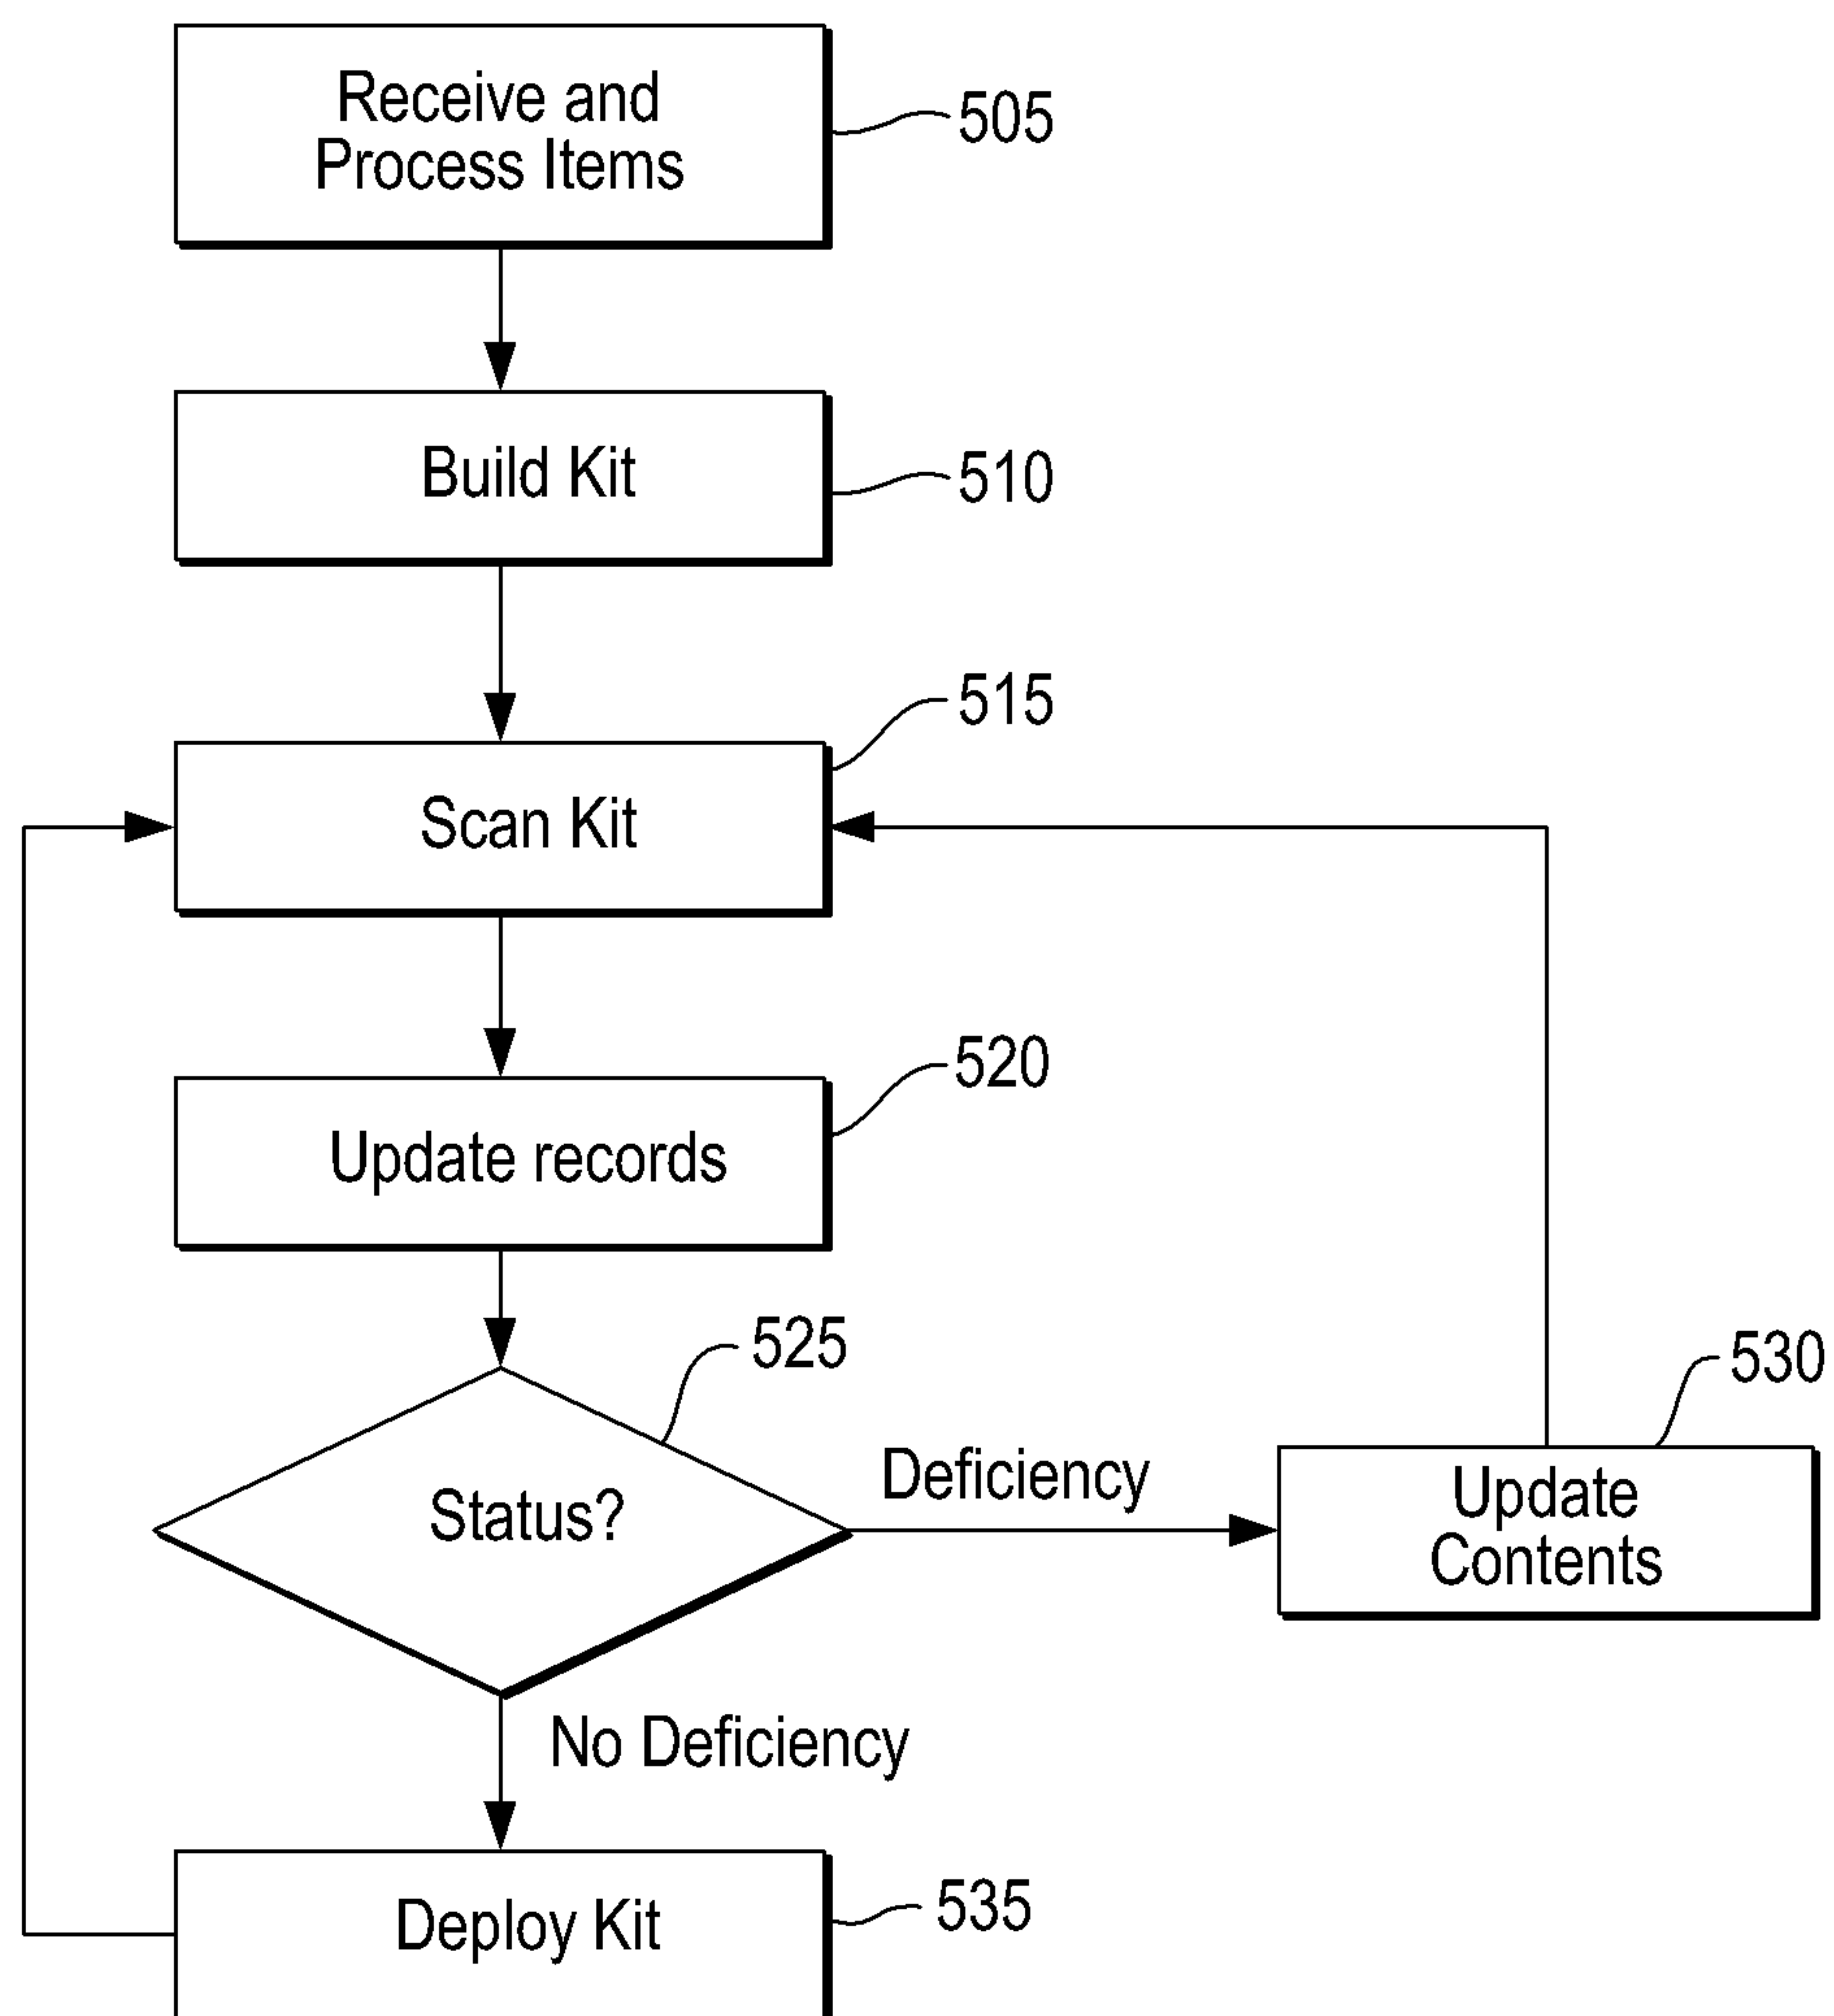 Receive and
Process Items
505
Build Kit
510
515
Scan Kit
520
Update records
525
Status?
Deficiency
530
Update
Contents
No Deficiency
Deploy Kit
535